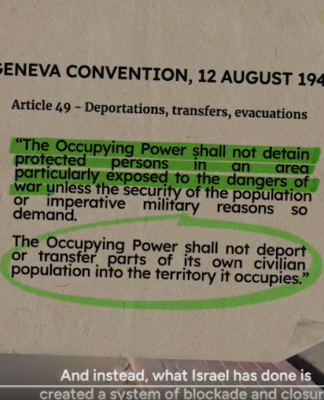 GENEVA CONVENTION, 12 AUGUST 194
Article 49 - Deportations, transfers, evacuations
"The Occupying Power shall not detain
protected persons in an area
particularly exposed to the dangers of
war unless the security of the population
or imperative military reasons so
demand.
The Occupying Power shall not deport
or transfer parts of its own civilian
population into the territory it occupies."
And instead, what Israel has done is
created a system of blockade and closur